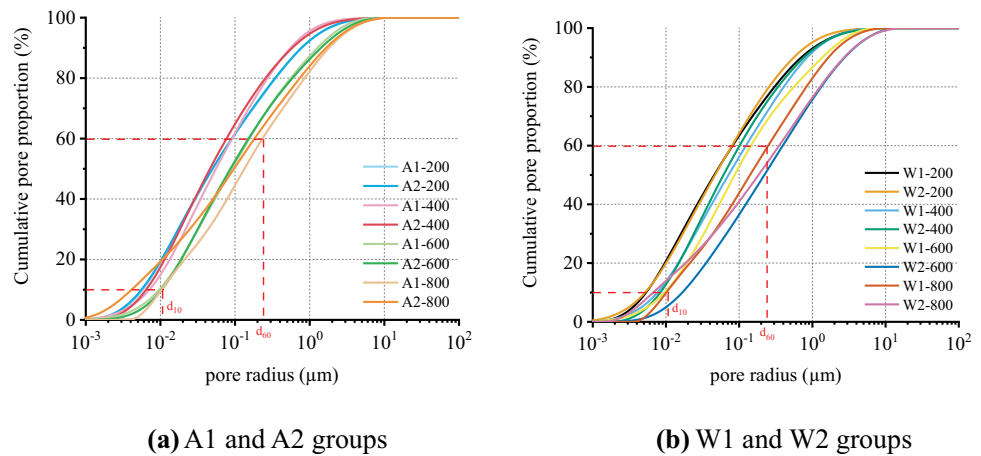 Cumulative pore proportion (%)
100
80
60
40
20
10
0
A1-200
A2-200
A1-400
A2-400
A1-600
A2-600
A1-800
A2-800
d₁₀
d₆₀
10⁻³ 10⁻² 10⁻¹ 10⁰ 10¹ 10²
pore radius (μm)
(a) A1 and A2 groups
Cumulative pore proportion (%)
100
80
60
40
20
10
0
W1-200
W2-200
W1-400
W2-400
W1-600
W2-600
W1-800
W2-800
d₁₀
d₆₀
10⁻³ 10⁻² 10⁻¹ 10⁰ 10¹ 10²
pore radius (μm)
(b) W1 and W2 groups